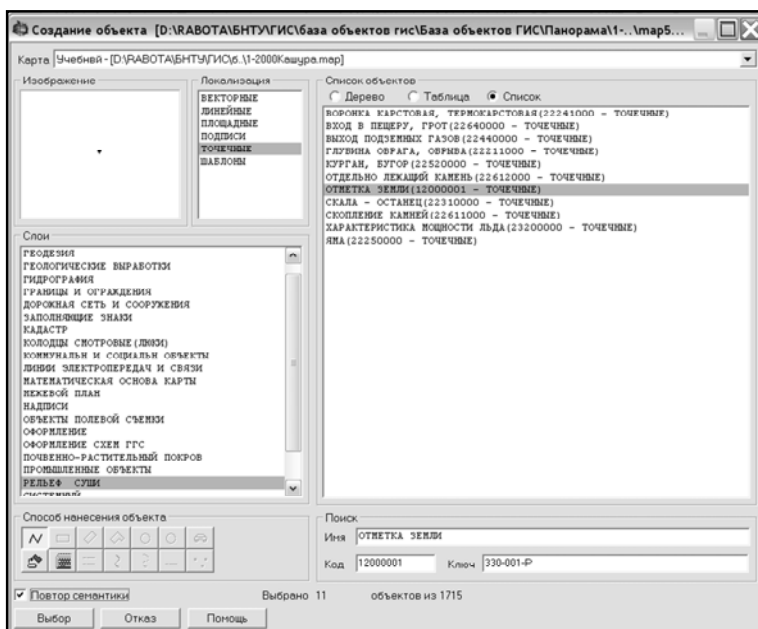 Создание объекта [D:\RABOTA\БНТУ\ГИС\база объектов гис\База объектов ГИС\Панорама\1-..\map5...
Карта Учебней - [D:\RABOTA\БНТУ\ГИС\б..\1-2000Кашура.map]
Изображение
Локализация
ВЕКТОРНЫЕ
ЛИНЕЙНЫЕ
ПЛОЩАДНЫЕ
ПОДПИСИ
ТОЧЕЧНЫЕ
ШАБЛОНЫ
Список объектов
Дерево Таблица Список
ВОРОНКА КАРСТОВАЯ, ТЕРМОКАРСТОВАЯ(22241000 - ТОЧЕЧНЫЕ)
ВХОД В ПЕЩЕРУ, ГРОТ(22640000 - ТОЧЕЧНЫЕ)
ВЫХОД ПОДЗЕМНЫХ ГАЗОВ(22440000 - ТОЧЕЧНЫЕ)
ГЛУБИНА ОВРАГА, ОБРЫВА(22211000 - ТОЧЕЧНЫЕ)
КУРГАН, БУГОР(22520000 - ТОЧЕЧНЫЕ)
ОТДЕЛЬНО ЛЕЖАЩИЙ КАМЕНЬ(22612000 - ТОЧЕЧНЫЕ)
ОТМЕТКА ЗЕМЛИ(12000001 - ТОЧЕЧНЫЕ)
СКАЛА - ОСТАНЕЦ(22310000 - ТОЧЕЧНЫЕ)
СКОПЛЕНИЕ КАМНЕЙ(22611000 - ТОЧЕЧНЫЕ)
ХАРАКТЕРИСТИКА МОЩНОСТИ ЛЬДА(23200000 - ТОЧЕЧНЫЕ)
ЯМА(22250000 - ТОЧЕЧНЫЕ)
Слои
ГЕОДЕЗИЯ
ГЕОЛОГИЧЕСКИЕ ВЫРАБОТКИ
ГИДРОГРАФИЯ
ГРАНИЦЫ И ОГРАЖДЕНИЯ
ДОРОЖНАЯ СЕТЬ И СООРУЖЕНИЯ
ЗАПОЛНЯЮЩИЕ ЗНАКИ
КАДАСТР
КОЛОДЦЫ СМОТРОВЫЕ(ЛЮКИ)
КОММУНАЛЬН И СОЦИАЛЬН ОБЪЕКТЫ
ЛИНИИ ЭЛЕКТРОПЕРЕДАЧ И СВЯЗИ
МАТЕМАТИЧЕСКАЯ ОСНОВА КАРТЫ
МЕЖЕВОЙ ПЛАН
НАДПИСИ
ОБЪЕКТЫ ПОЛЕВОЙ СЪЕМКИ
ОФОРМЛЕНИЕ
ОФОРМЛЕНИЕ СХЕМ ГГС
ПОЧВЕННО-РАСТИТЕЛЬНЫЙ ПОКРОВ
ПРОМЫШЛЕННЫЕ ОБЪЕКТЫ
РЕЛЬЕФ СУШИ
СИСТЕМНЫЙ
Способ нанесения объекта
Поиск
Имя ОТМЕТКА ЗЕМЛИ
Код 12000001 Ключ 330-001-P
Повтор семантики Выбрано 11 объектов из 1715
Выбор Отказ Помощь